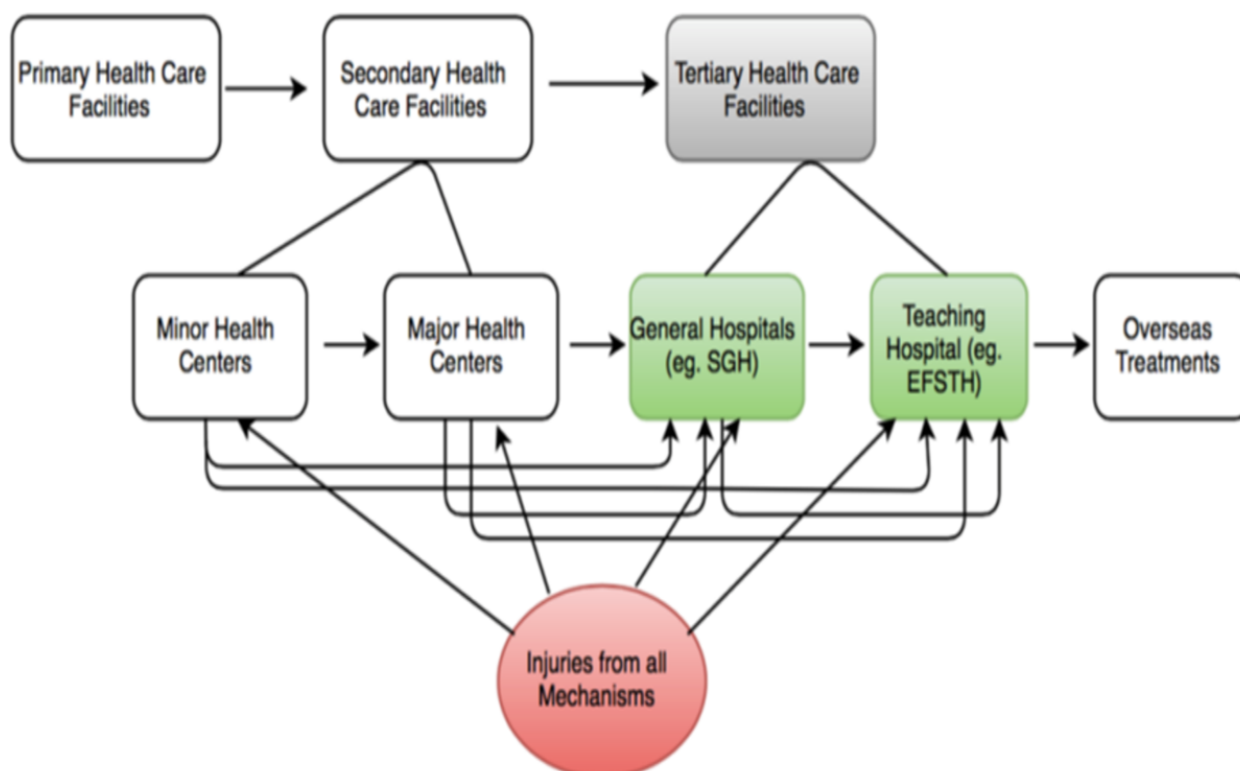 Primary Health Care
Facilities
Secondary Health
Care Facilities
Tertiary Health Care
Facilities
Minor Health
Centers
Major Health
Centers
General Hospitals
(eg. SGH)
Teaching
Hospital (eg.
EFSTH)
Overseas
Treatments
Injuries from all
Mechanisms